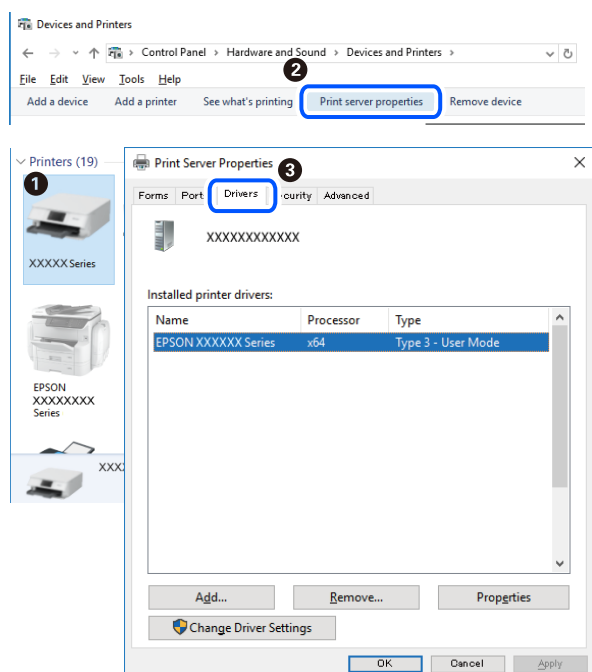 Devices and Printers
Control Panel > Hardware and Sound > Devices and Printers >
2
File Edit View Tools Help
Add a device Add a printer See what's printing Print server properties Remove device
Printers (19)
1
XXXXX Series
EPSON
XXXXXXXX
Series
XXX
Print Server Properties
3
Forms Port Drivers curity Advanced
XXXXXXXXXXXX
Installed printer drivers:
Name Processor Type
EPSON XXXXXX Series x64 Type 3 - User Mode
Add... Remove... Properties
Change Driver Settings
OK Cancel Apply